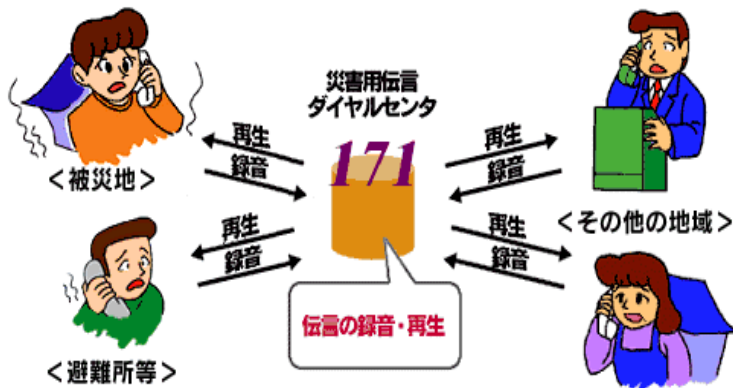 災害用伝言
ダイヤルセンタ
171
再生
録音
<被災地>
再生
録音
<避難所等>
再生
録音
<その他の地域>
再生
録音
伝言の録音・再生